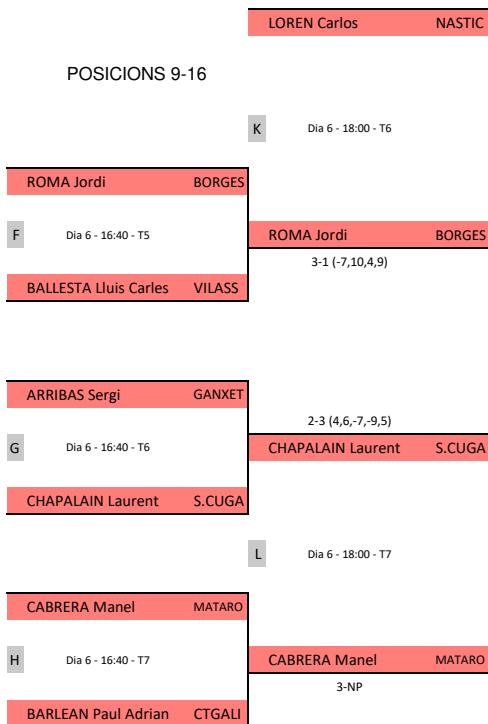 LOREN Carlos NASTIC
POSICIONS 9-16
K Dia 6 - 18:00 - T6
ROMA Jordi BORGES
F Dia 6 - 16:40 - T5 ROMA Jordi BORGES
3-1 (-7,10,4,9)
BALLESTA Lluis Carles VILASS
ARRIBAS Sergi GANXET
2-3 (4,6,-7,-9,5)
G Dia 6 - 16:40 - T6 CHAPALAIN Laurent S.CUGA
CHAPALAIN Laurent S.CUGA
L Dia 6 - 18:00 - T7
CABRERA Manel MATARO
H Dia 6 - 16:40 - T7 CABRERA Manel MATARO
3-NP
BARLEAN Paul Adrian CTGALI